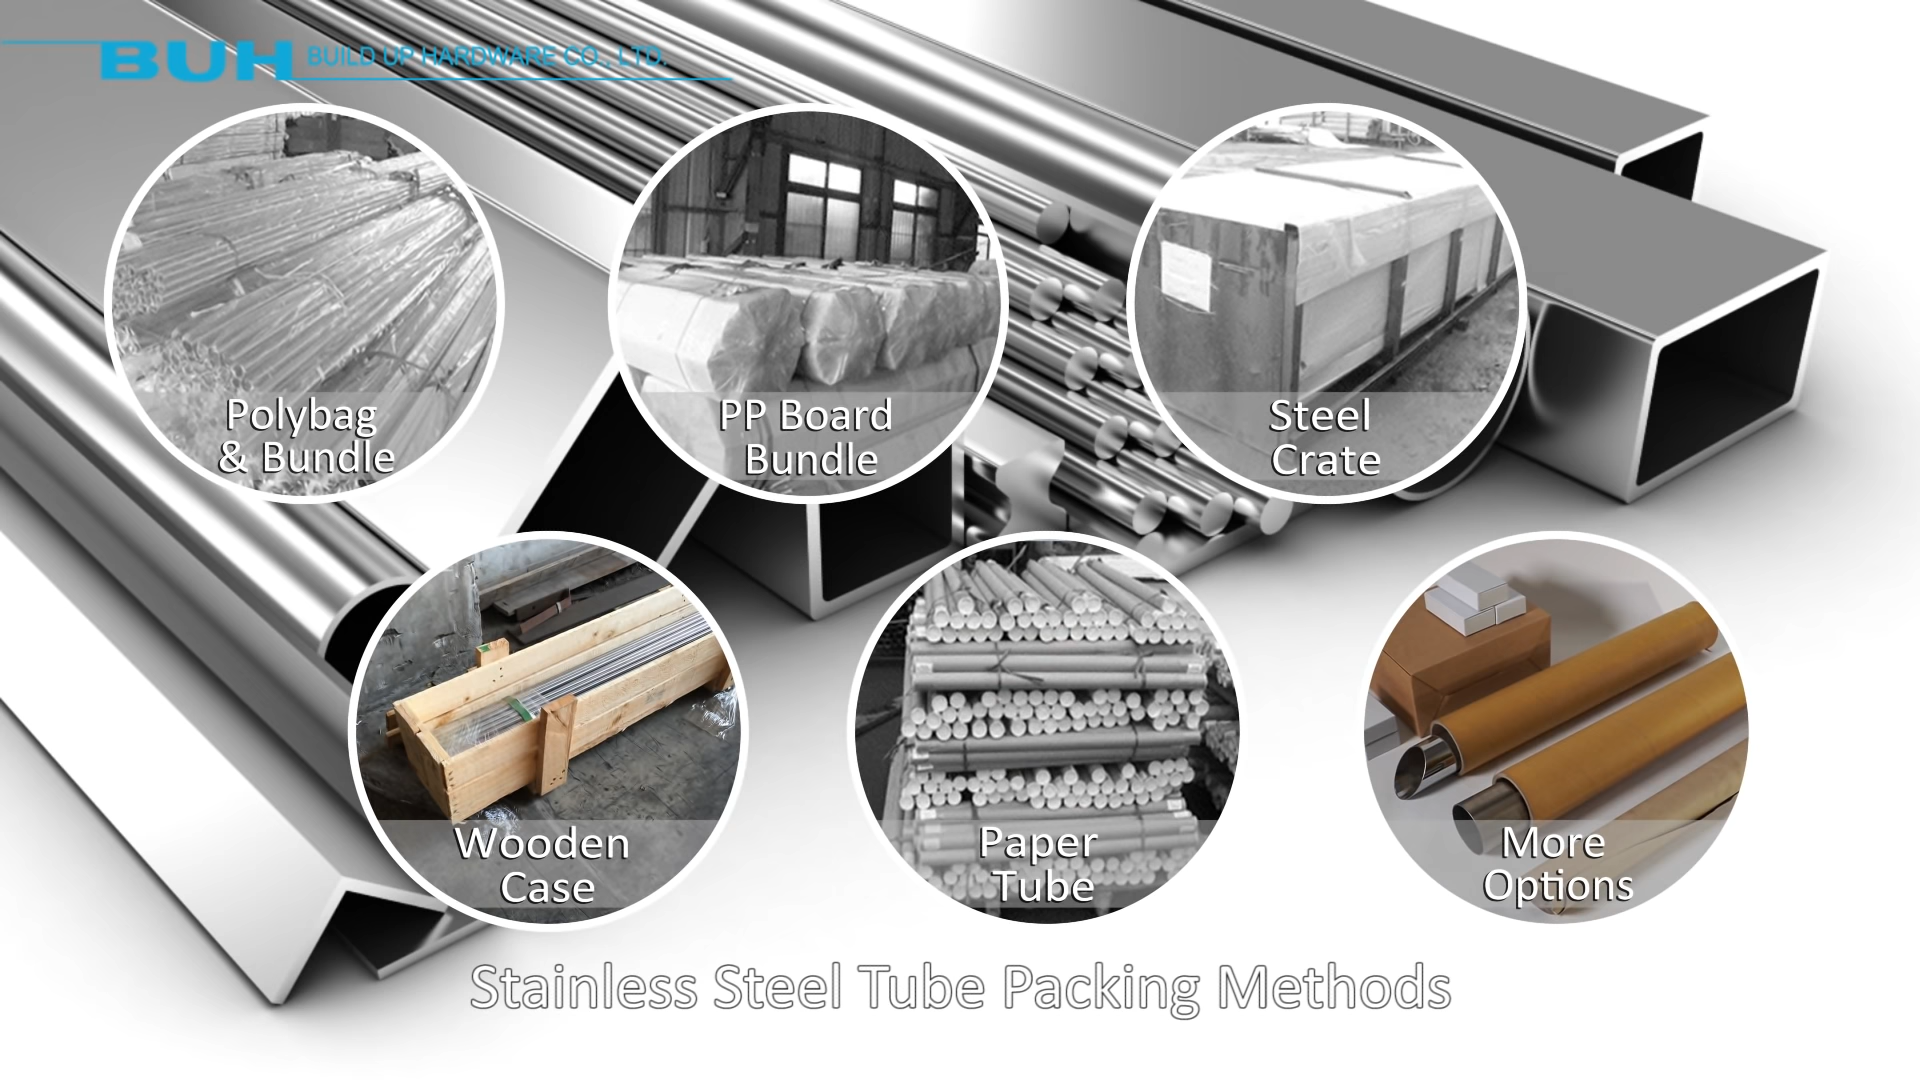 BUH BUILD UP HARDWARE CO., LTD.
Polybag
& Bundle
PP Board
Bundle
Steel
Crate
Wooden
Case
Paper
Tube
More
Options
Stainless Steel Tube Packing Methods